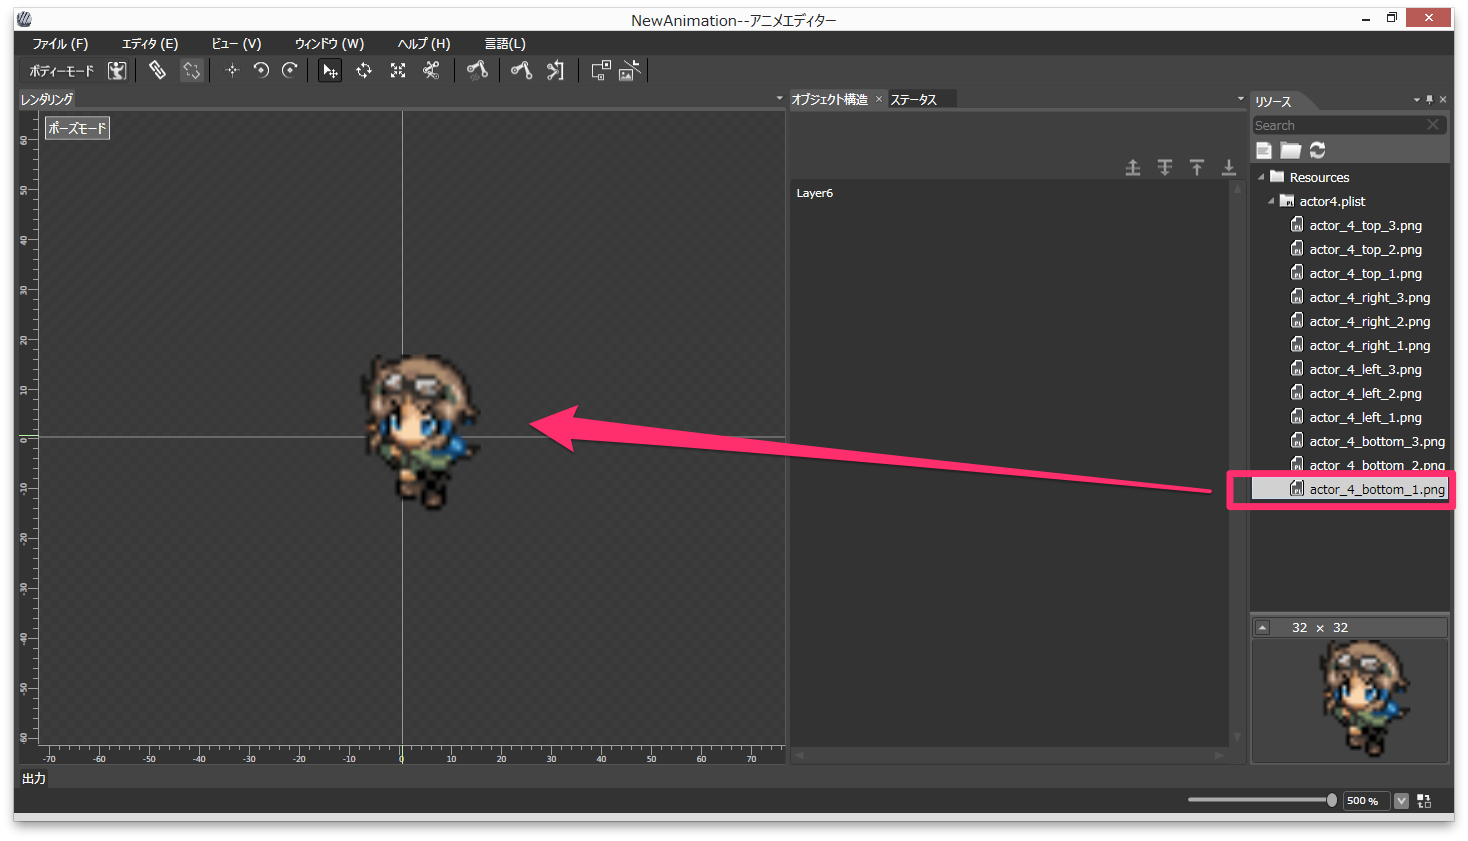 NewAnimation--アニメエディター
ファイル (F) エディタ (E) ビュー (V) ウィンドウ (W) ヘルプ (H) 言語(L)
ボディーモード
レンダリング
オブジェクト構造 × ステータス
リソース
ポーズモード
Search
Layer6
Resources
actor4.plist
actor_4_top_3.png
actor_4_top_2.png
actor_4_top_1.png
actor_4_right_3.png
actor_4_right_2.png
actor_4_right_1.png
actor_4_left_3.png
actor_4_left_2.png
actor_4_left_1.png
actor_4_bottom_3.png
actor_4_bottom_2.png
actor_4_bottom_1.png
32 × 32
60
50
40
30
20
10
0
-10
-20
-30
-40
-50
-60
-70 -60 -50 -40 -30 -20 -10 0 10 20 30 40 50 60 70
出力
500 %